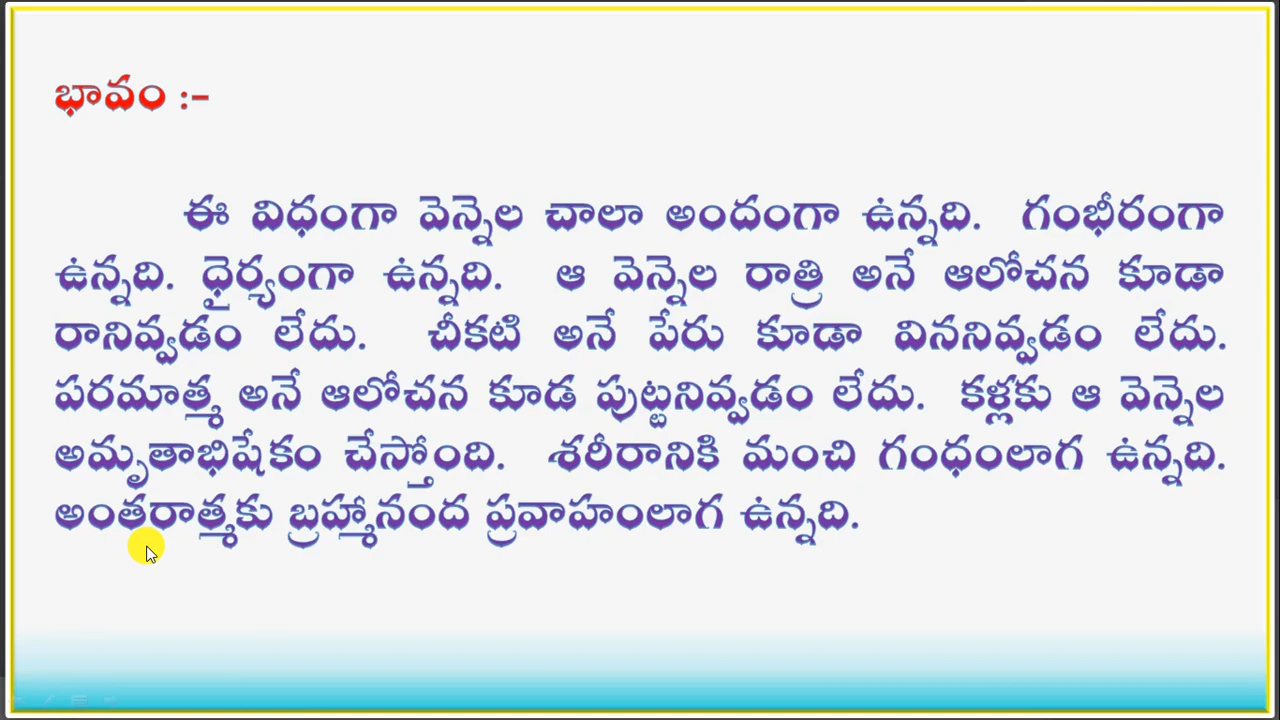 భావం :-
ఈ విధంగా వెన్నెల చాలా అందంగా ఉన్నది. గంభీరంగా
ఉన్నది. ధైర్యంగా ఉన్నది. ఆ వెన్నెల రాత్రి అనే ఆలోచన కూడా
రానివ్వడం లేదు. చీకటి అనే పేరు కూడా విననివ్వడం లేదు.
పరమాత్మ అనే ఆలోచన కూడ పుట్టనివ్వడం లేదు. కళ్లకు ఆ వెన్నెల
అమృతాభిషేకం చేస్తోంది. శరీరానికి మంచి గంధంలాగ ఉన్నది.
అంతరాత్మకు బ్రహ్మానంద ప్రవాహంలాగ ఉన్నది.